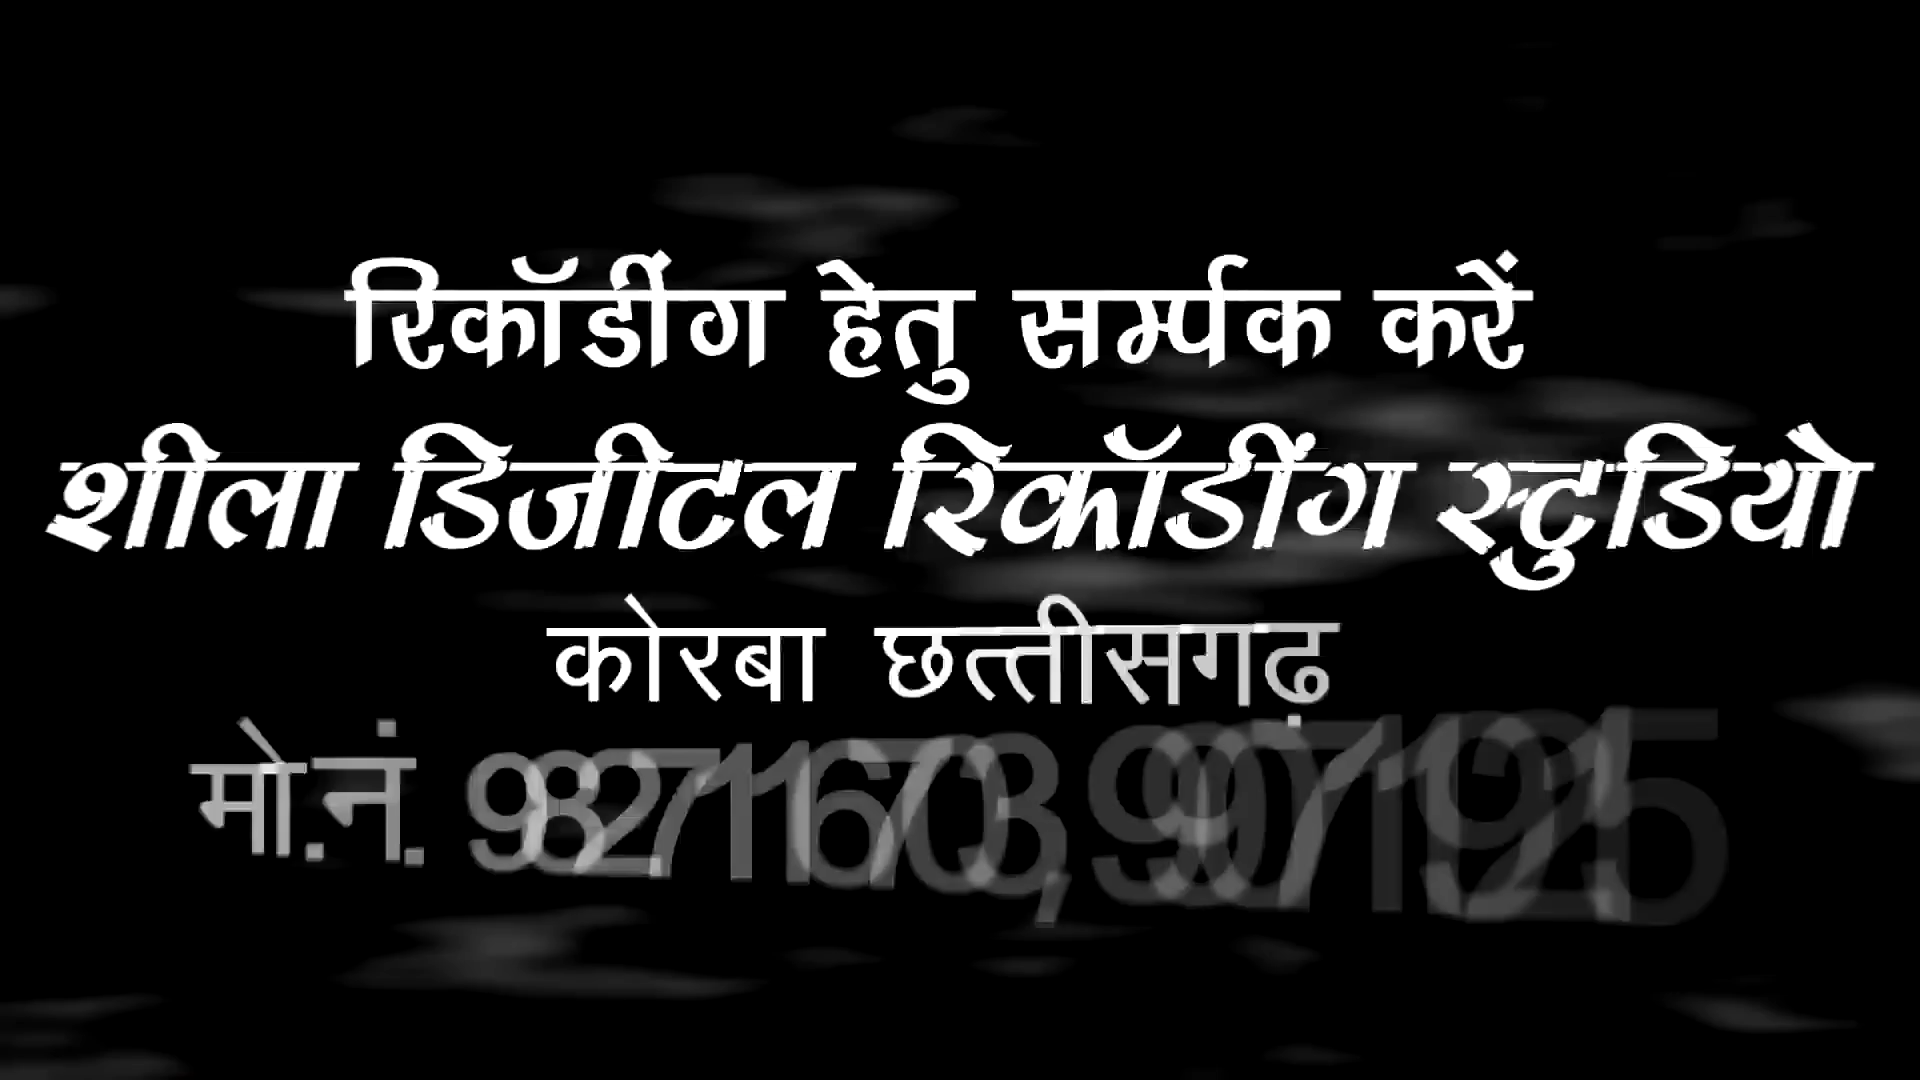 रिकॉर्डींग हेतु सर्म्पक करें
शीला डिजीटल रिकॉडींग स्टुडियो
कोरबा छत्तीसगढ़
मो.नं.